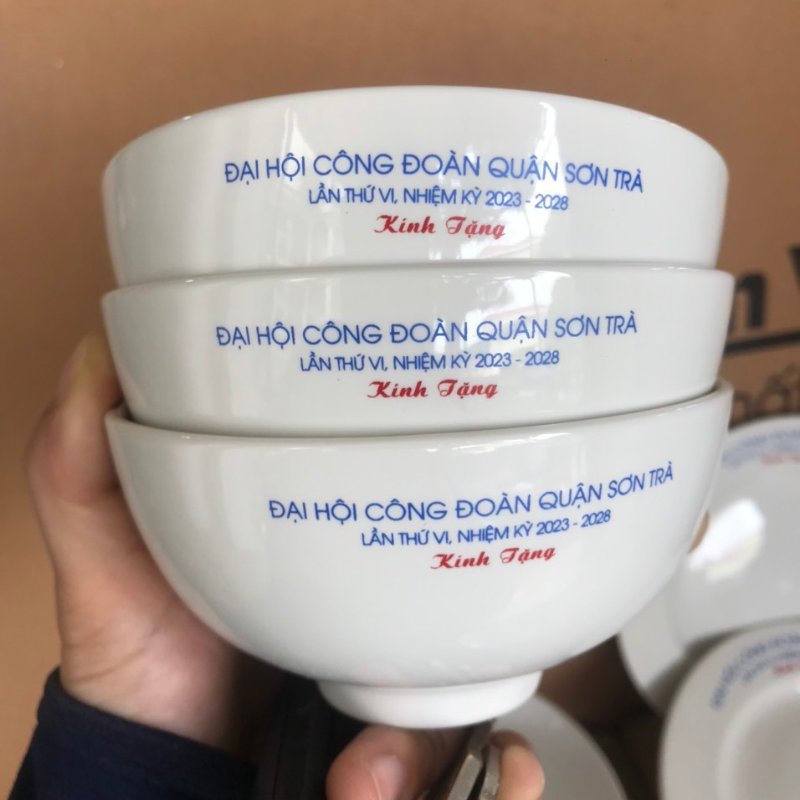 ĐẠI HỘI CÔNG ĐOÀN QUẬN SƠN TRÀ
LẦN THỨ VI, NHIỆM KỲ 2023 - 2028
Kính Tặng
ĐẠI HỘI CÔNG ĐOÀN QUẬN SƠN TRÀ
LẦN THỨ VI, NHIỆM KỲ 2023 - 2028
Kính Tặng
ĐẠI HỘI CÔNG ĐOÀN QUẬN SƠN TRÀ
LẦN THỨ VI, NHIỆM KỲ 2023 - 2028
Kính Tặng